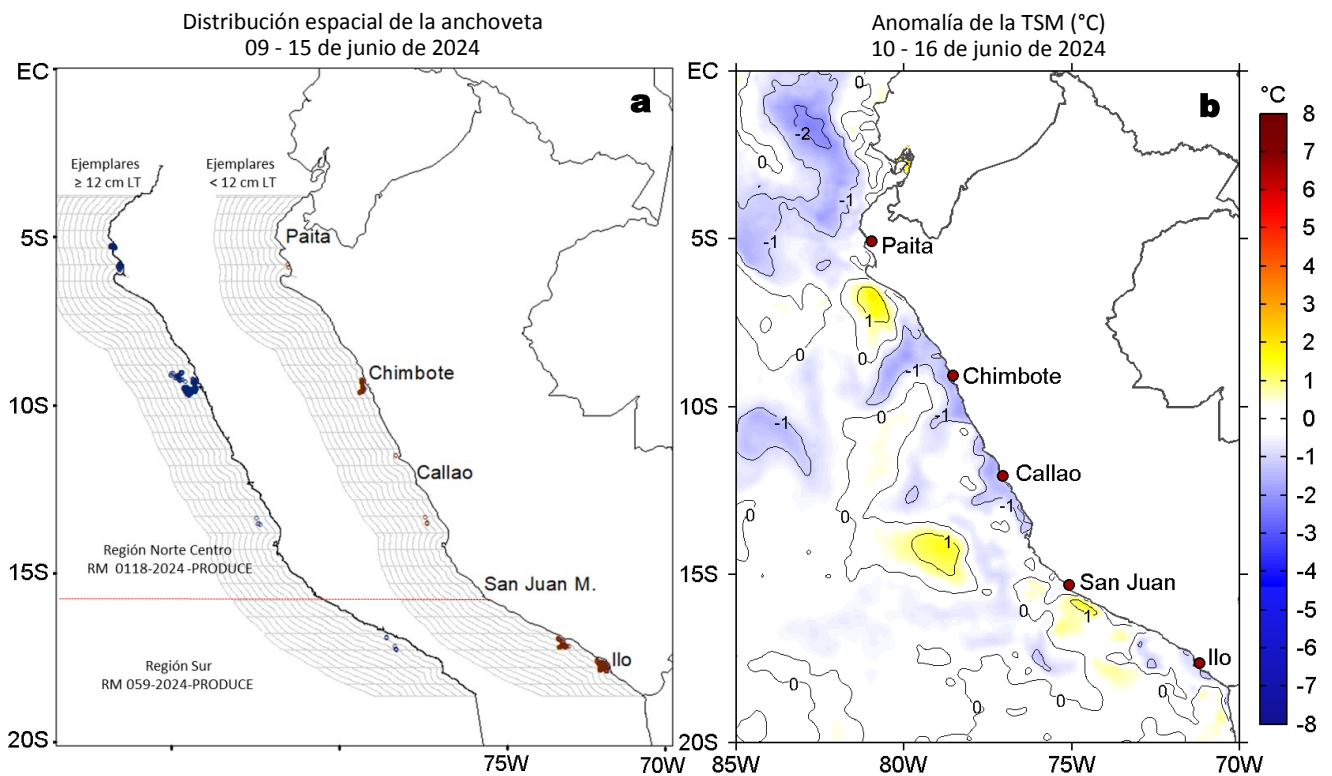 Distribución espacial de la anchoveta
09 - 15 de junio de 2024
EC
a
Ejemplares
≥ 12 cm LT
Ejemplares
< 12 cm LT
5S
Paita
Chimbote
10S
Callao
Región Norte Centro
RM 0118-2024 -PRODUCE
15S
San Juan M.
Región Sur
RM 059-2024-PRODUCE
Ilo
20S
75W
70W
Anomalía de la TSM (°C)
10 - 16 de junio de 2024
EC
b
0
-2
0
-1
5S
-1
Paita
1
0
0
-1
Chimbote
10S
0
-1
-1
Callao
-1
0
0
1
15S
San Juan
0
1
Ilo
0
0
0
20S
85W
80W
75W
70W
°C
8
7
6
5
4
3
2
1
0
-1
-2
-3
-4
-5
-6
-7
-8